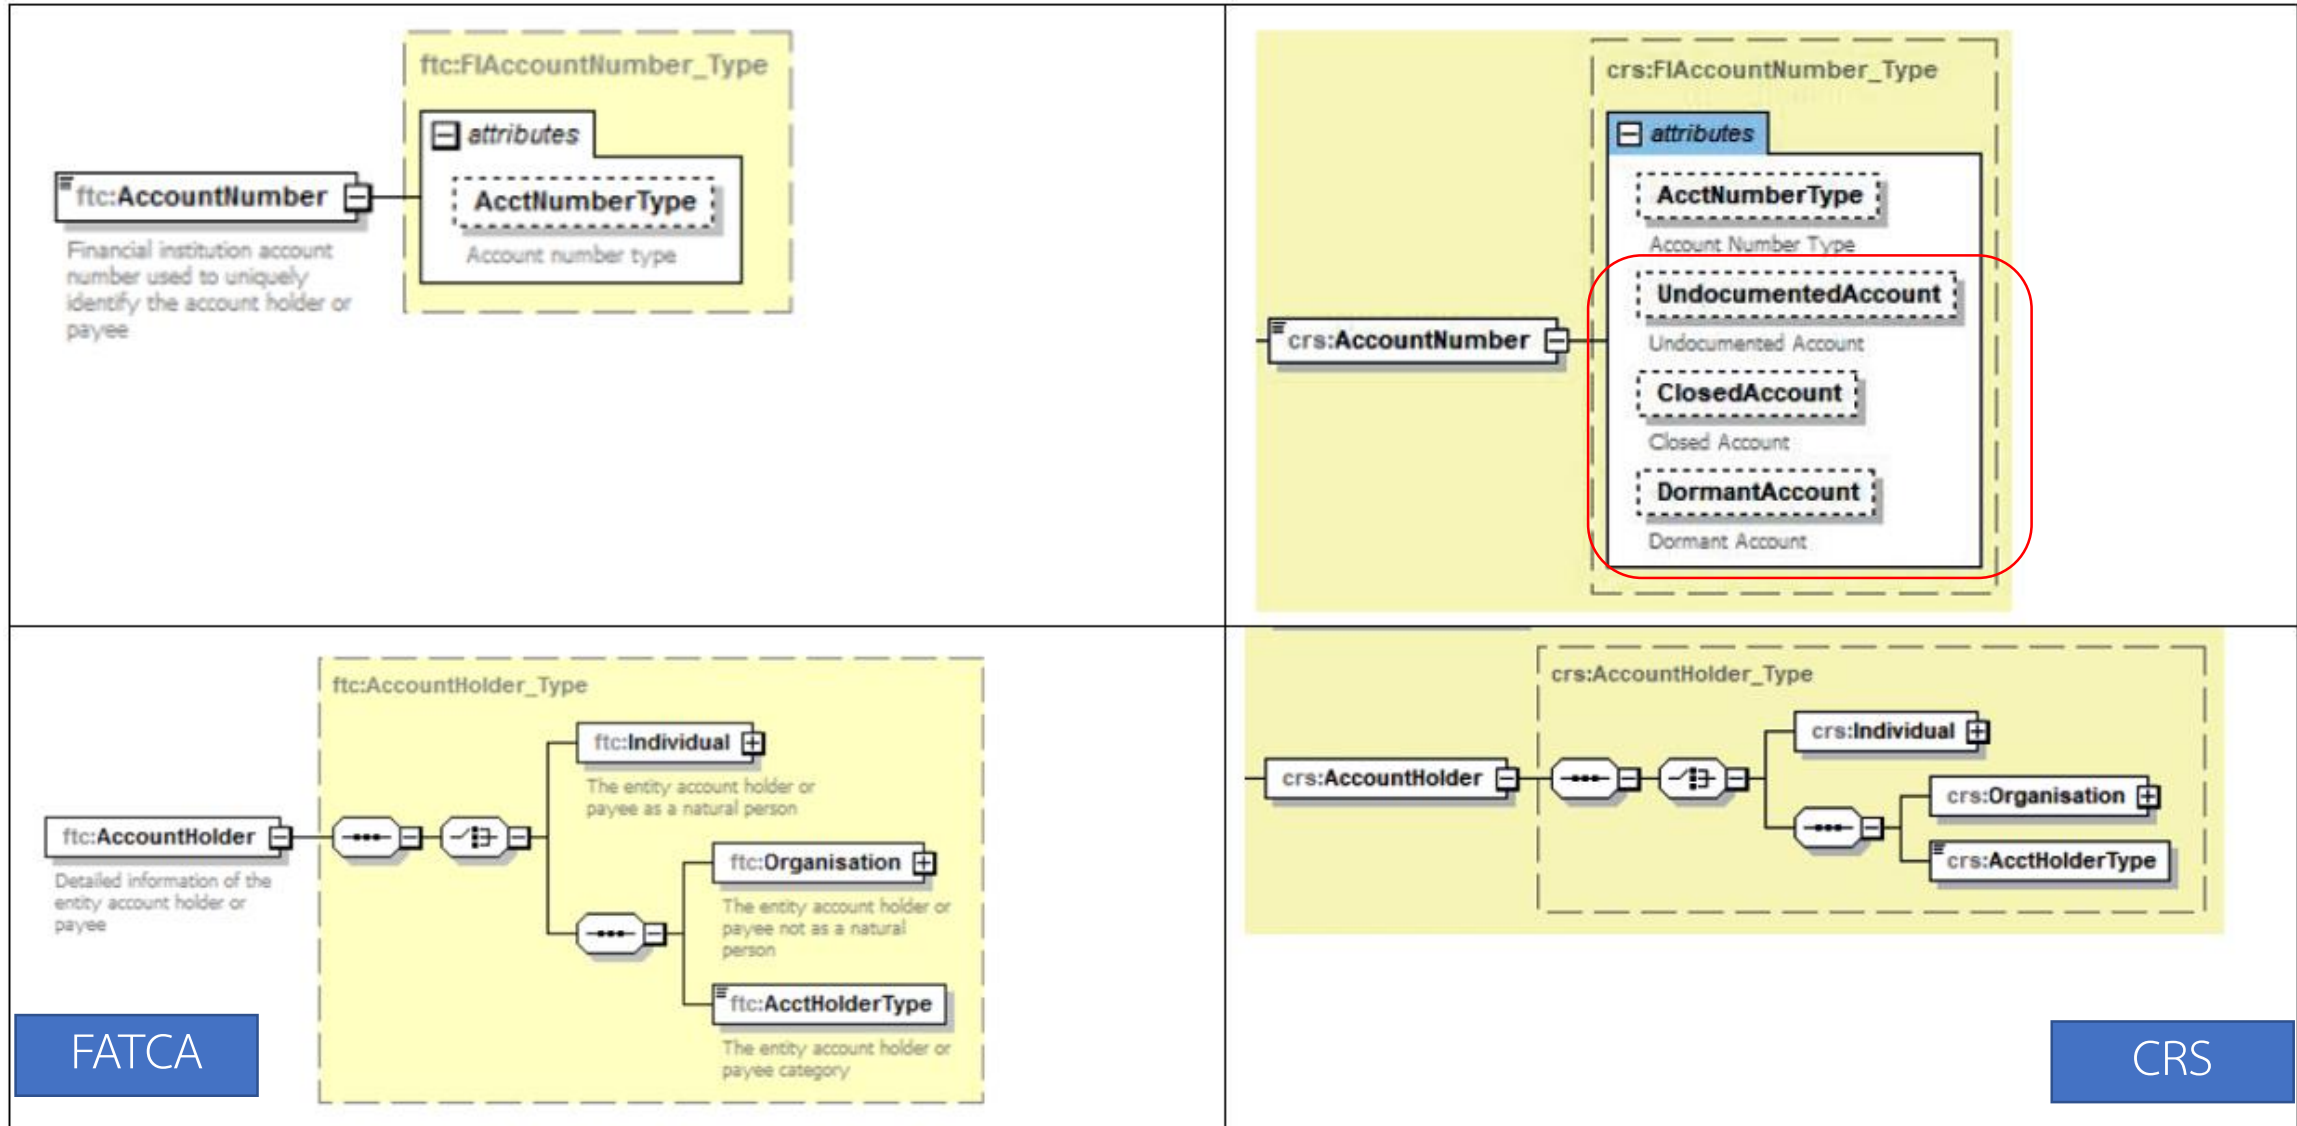 ftc:FIAccountNumber_Type
attributes
AcctNumberType
Account number type
ftc:AccountNumber
Financial institution account
number used to uniquely
identify the account holder or
payee
crs:FIAccountNumber_Type
attributes
AcctNumberType
Account Number Type
UndocumentedAccount
Undocumented Account
crs:AccountNumber
ClosedAccount
Closed Account
DormantAccount
Dormant Account
ftc:AccountHolder_Type
ftc:Individual
The entity account holder or
payee as a natural person
ftc:AccountHolder
Detailed information of the
entity account holder or
payee
ftc:Organisation
The entity account holder or
payee not as a natural
person
ftc:AcctHolderType
The entity account holder or
payee category
FATCA
crs:AccountHolder_Type
crs:Individual
crs:AccountHolder
crs:Organisation
crs:AcctHolderType
CRS